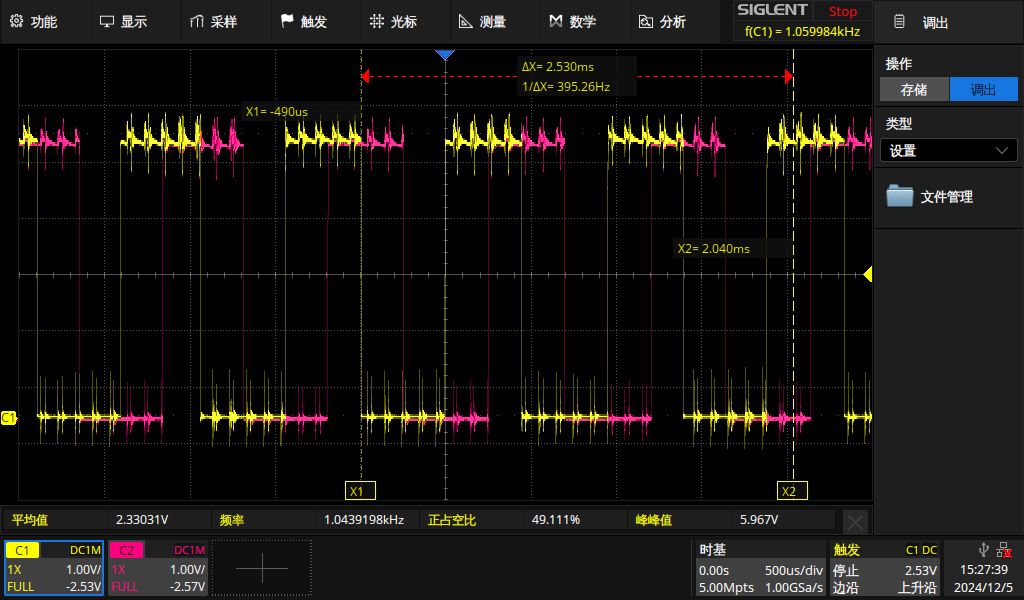 功能
显示
采样
触发
光标
测量
数学
分析
SIGLENT
Stop
f(C1) = 1.059984kHz
调出
操作
存储
调出
类型
设置
文件管理
ΔX= 2.530ms
1/ΔX= 395.26Hz
X1= -490us
X2= 2.040ms
C1
X1
X2
平均值
2.33031V
频率
1.0439198kHz
正占空比
49.111%
峰峰值
5.967V
C1 DC1M
1X 1.00V/
FULL -2.53V
C2 DC1M
1X 1.00V/
FULL -2.57V
时基
0.00s 500us/div
5.00Mpts 1.00GSa/s
触发 C1 DC
停止 2.53V
边沿 上升沿
15:27:39
2024/12/5